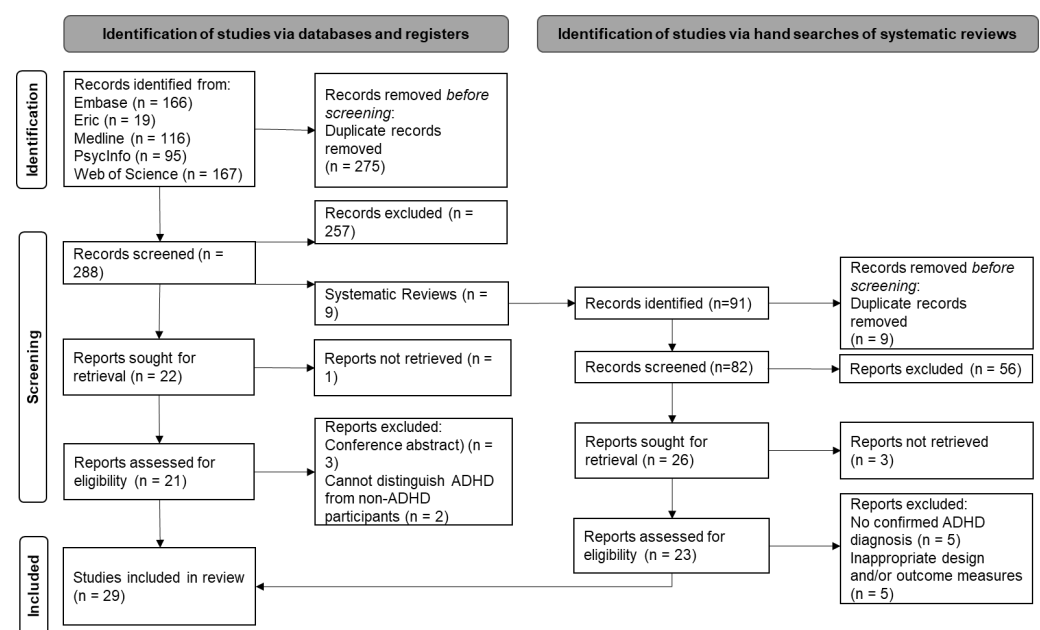 Identification of studies via databases and registers
Identification of studies via hand searches of systematic reviews
Identification
Records identified from:
Embase (n = 166)
Eric (n = 19)
Medline (n = 116)
PsycInfo (n = 95)
Web of Science (n = 167)
Records removed before
screening:
Duplicate records
removed
(n = 275)
Screening
Records screened (n =
288)
Records excluded (n =
257)
Systematic Reviews (n =
9)
Records identified (n=91)
Records removed before
screening:
Duplicate records
removed
(n = 9)
Reports sought for
retrieval (n = 22)
Reports not retrieved (n =
1)
Records screened (n=82)
Reports excluded (n = 56)
Reports assessed for
eligibility (n = 21)
Reports excluded:
Conference abstract) (n =
3)
Cannot distinguish ADHD
from non-ADHD
participants (n = 2)
Reports sought for
retrieval (n = 26)
Reports not retrieved
(n = 3)
Reports assessed for
eligibility (n = 23)
Reports excluded:
No confirmed ADHD
diagnosis (n = 5)
Inappropriate design
and/or outcome measures
(n = 5)
Included
Studies included in review
(n = 29)